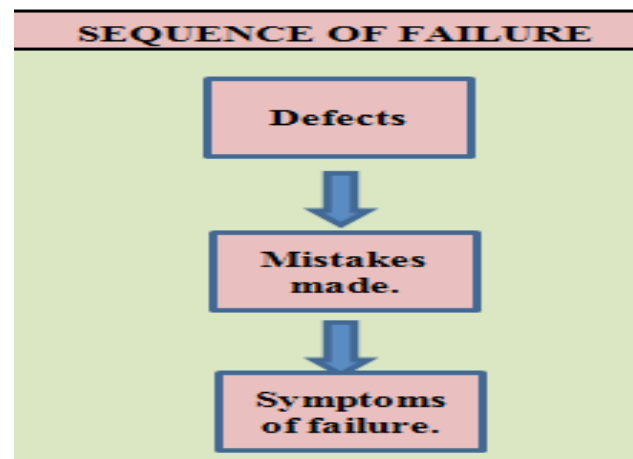 SEQUENCE OF FAILURE
Defects
Mistakes
made.
Symptoms
of failure.